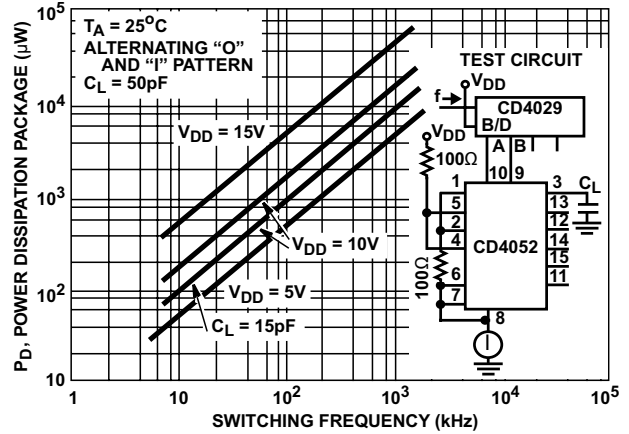 P_D, POWER DISSIPATION PACKAGE (µW)
10^5
10^4
10^3
10^2
10
T_A = 25°C
ALTERNATING “O”
AND “I” PATTERN
C_L = 50pF
V_DD = 15V
V_DD = 10V
V_DD = 5V
C_L = 15pF
1
10
10^2
10^3
10^4
10^5
SWITCHING FREQUENCY (kHz)
TEST CIRCUIT
V_DD
f
CD4029
B/D
A B
V_DD
100Ω
10 9
1
5
2
4
6
7
8
3
13
12
14
15
11
CD4052
C_L
100Ω
I